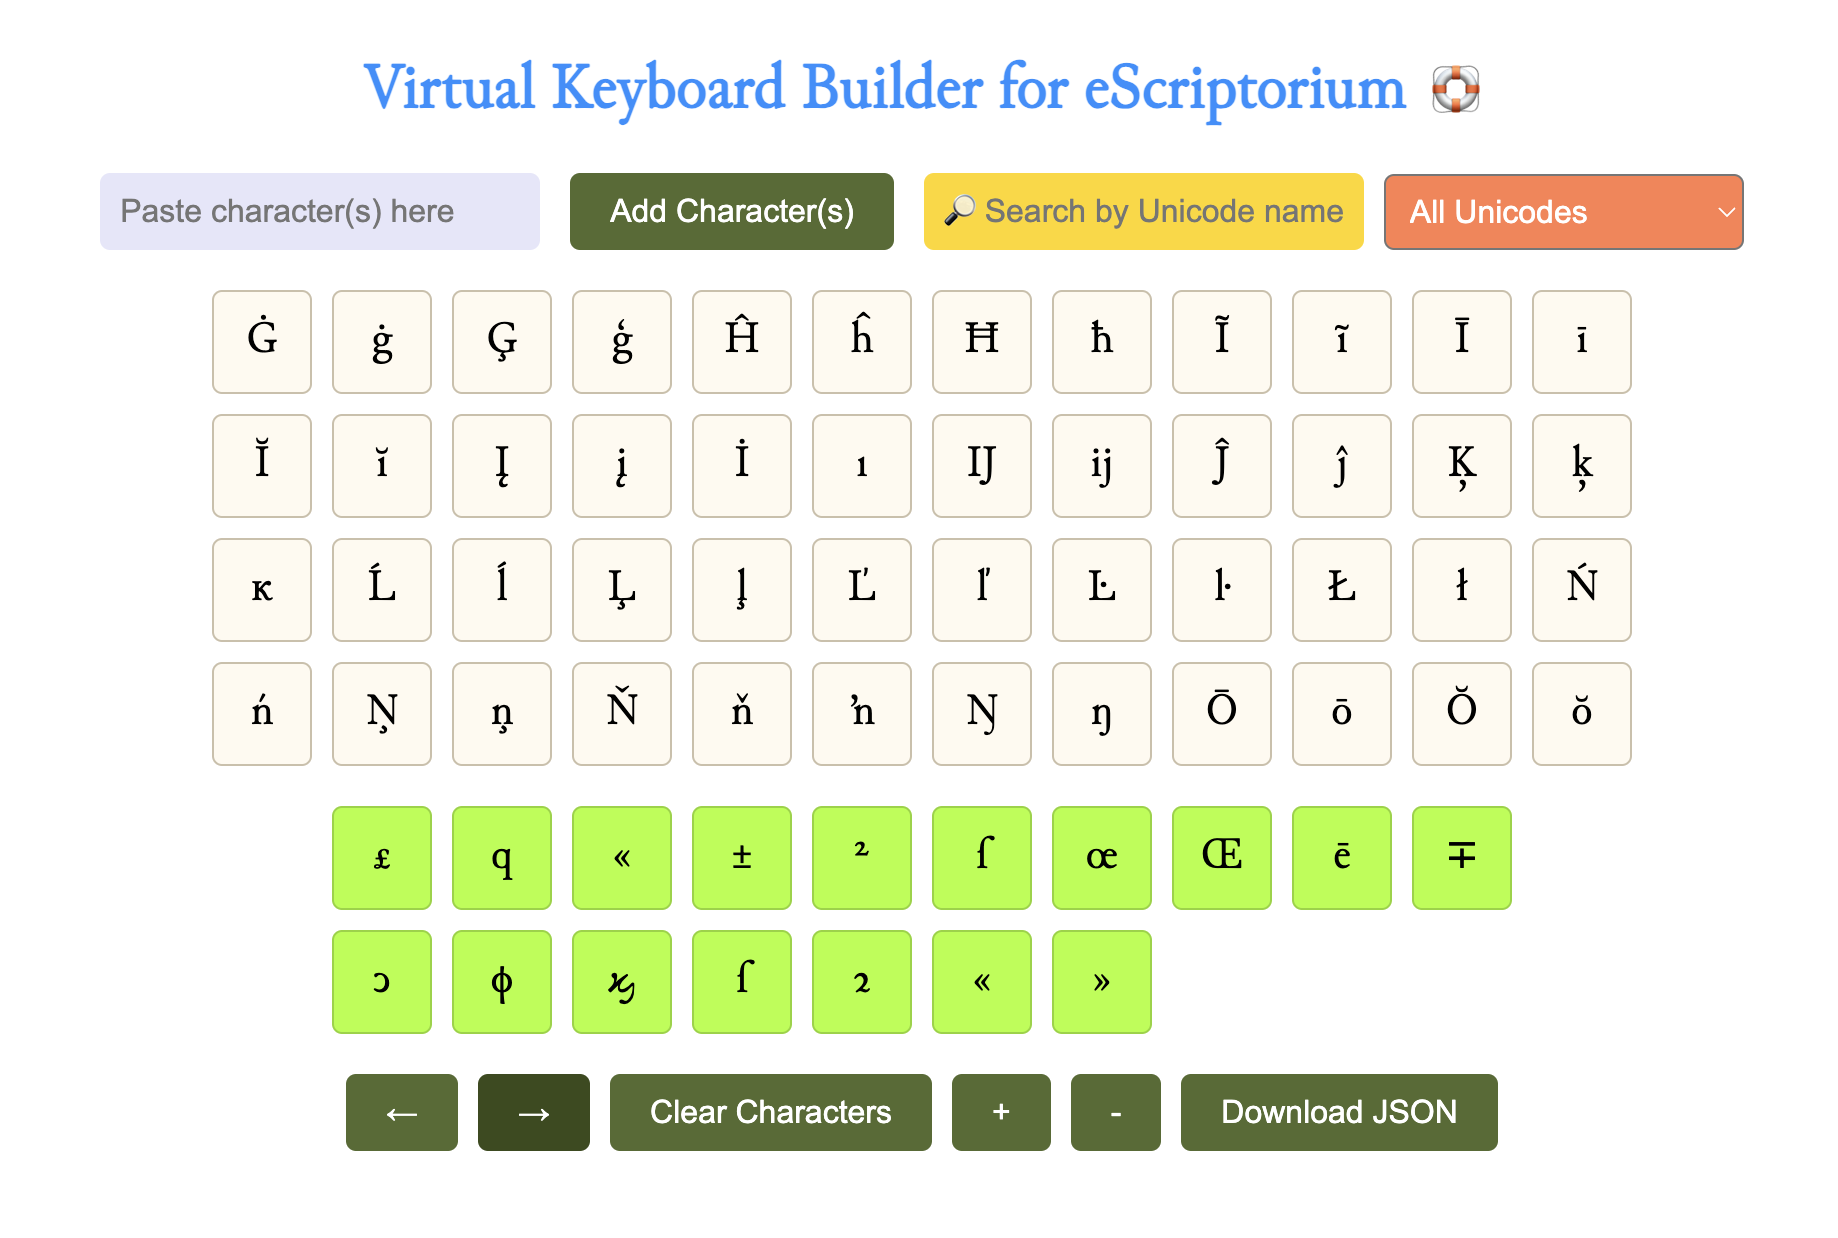 Virtual Keyboard Builder for eScriptorium 🛟
Paste character(s) here Add Character(s) 🔎 Search by Unicode name All Unicodes
Ġ ġ Ģ ģ Ĥ ĥ Ħ ħ Ĩ ĩ Ī ī
Ĭ ĭ Į į İ ı IJ ij Ĵ ĵ Ķ ķ
ĸ Ĺ ĺ Ļ ļ Ľ ľ Ŀ ŀ Ł ł Ń
ń Ņ ņ Ň ň ʼn Ŋ ŋ Ō ō Ŏ ŏ
£ q « ± ² ſ œ Œ ē ∓
ↄ ϕ ϗ ſ 2 « »
← → Clear Characters + - Download JSON